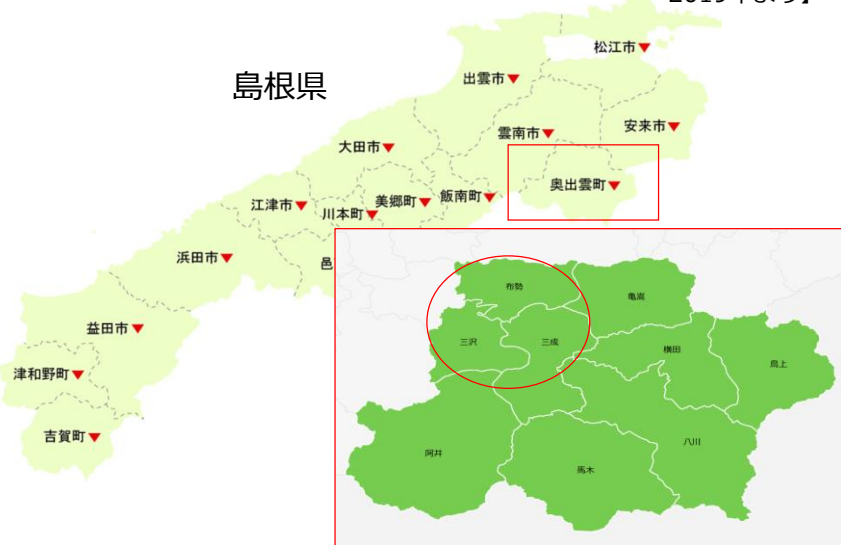 松江市
島根県
出雲市
安来市
雲南市
大田市
奥出雲町
飯南町
美郷町
江津市
川本町
浜田市
邑
布勢
亀嵩
益田市
三沢
三成
横田
鳥上
津和野町
吉賀町
八川
阿井
馬木